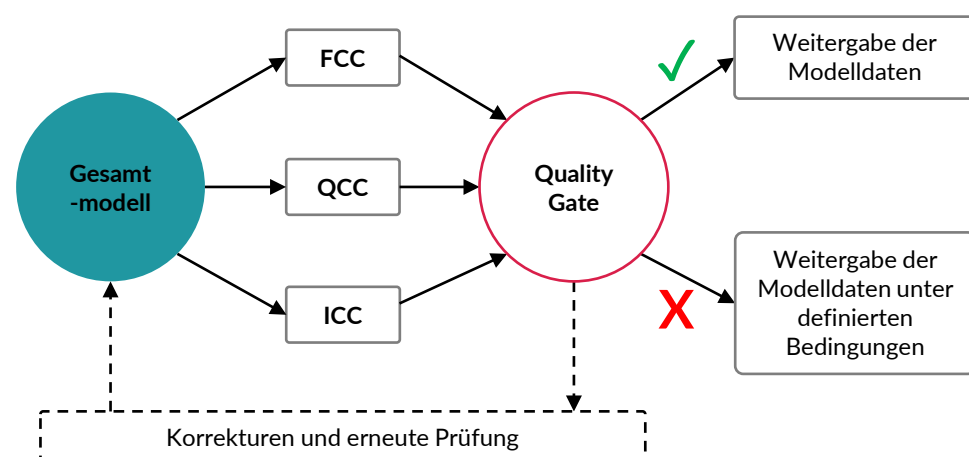 FCC
Weitergabe der
Modelldaten
Gesamt
-modell
QCC
Quality
Gate
ICC
Weitergabe der
Modelldaten unter
definierten
Bedingungen
X
Korrekturen und erneute Prüfung